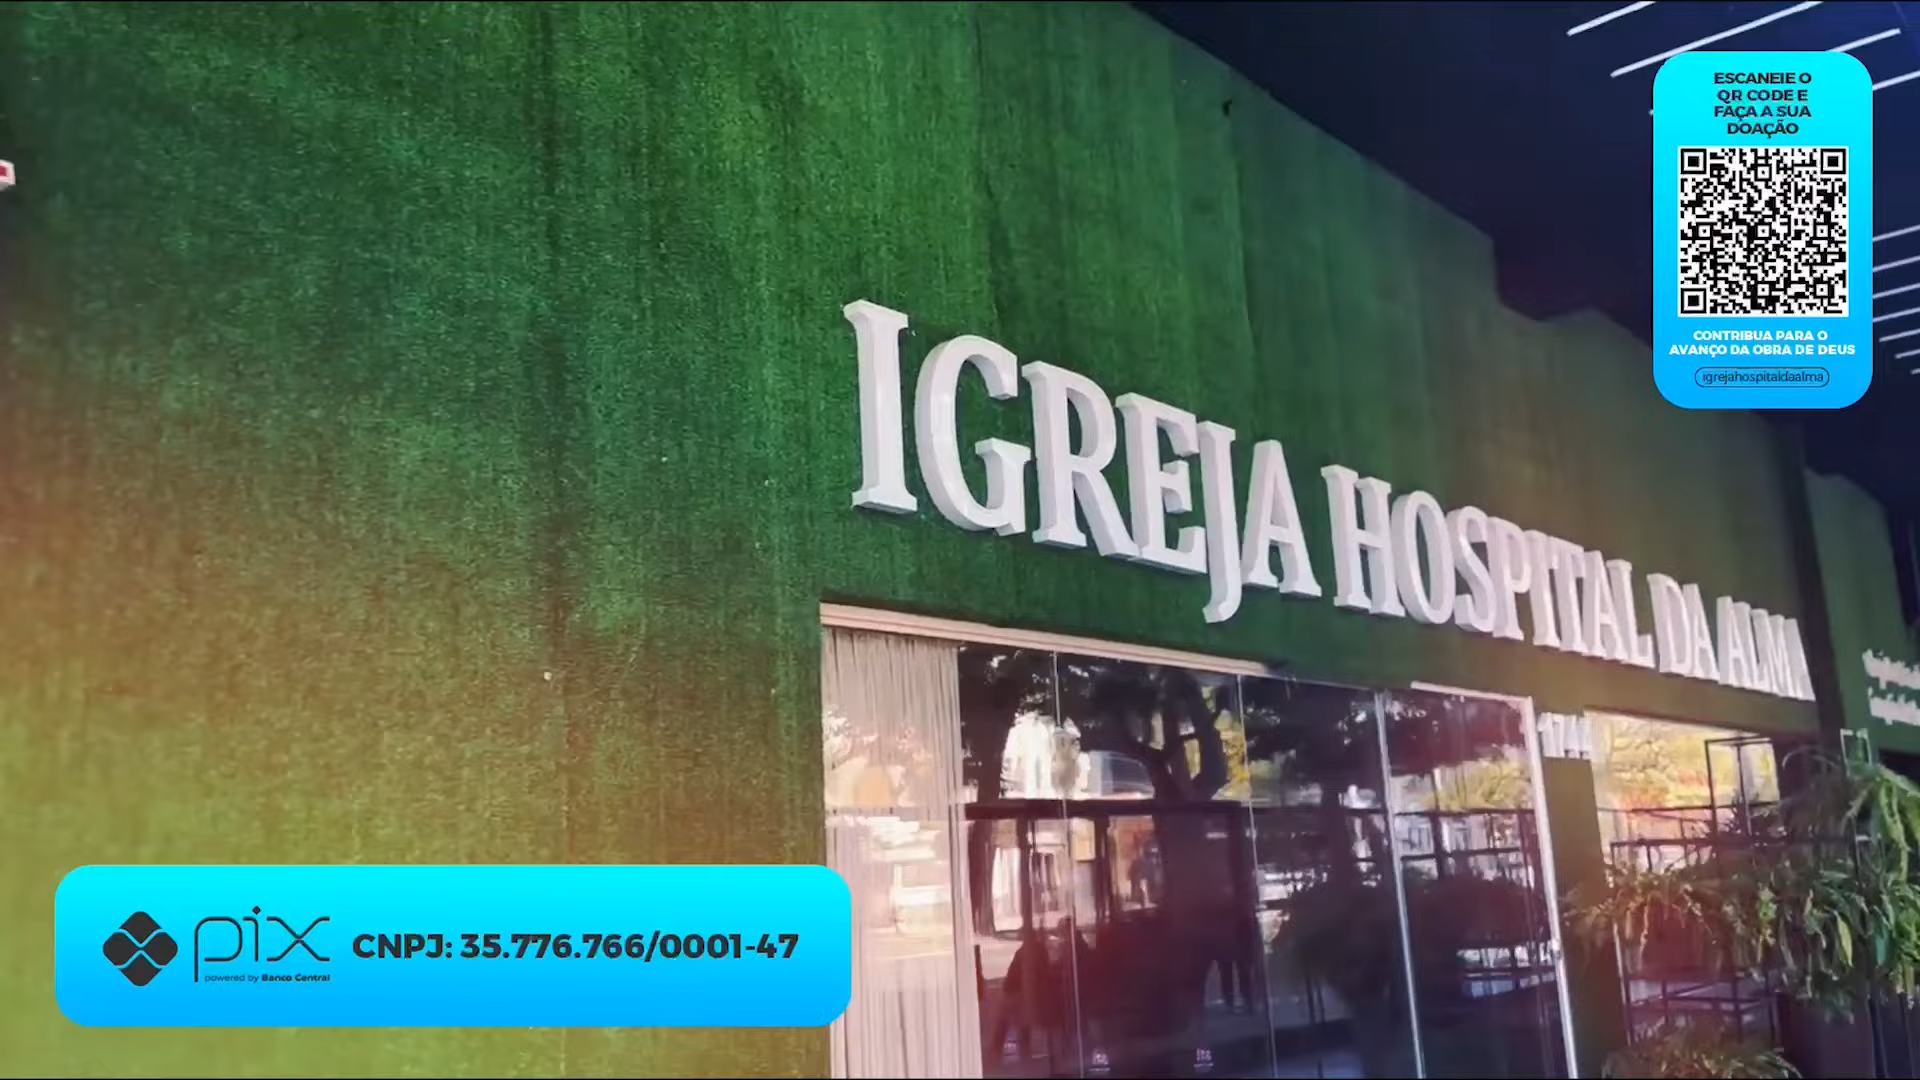 ESCANEIE O
QR CODE E
FAÇA A SUA
DOAÇÃO
CONTRIBUA PARA O
AVANÇO DA OBRA DE DEUS
igrejahospitaldaalma
IGREJA HOSPITAL DA ALMA
1744
pix
powered by Banco Central
CNPJ: 35.776.766/0001-47